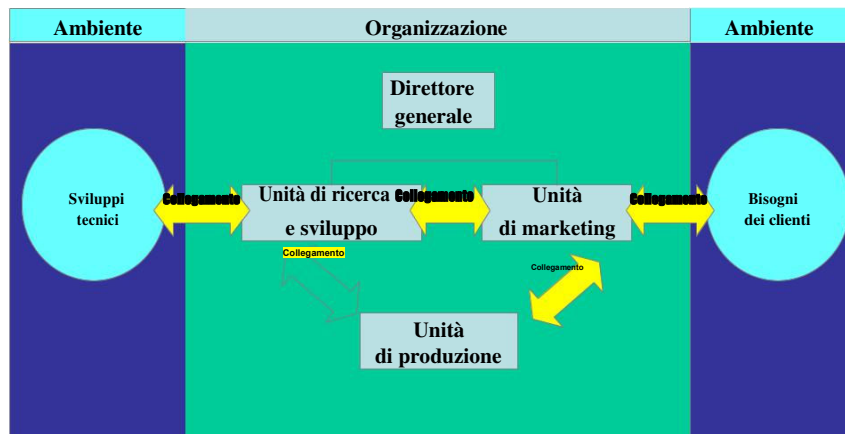 Ambiente
Organizzazione
Ambiente
Direttore
generale
Sviluppi
tecnici
Collegamento
Unità di ricerca
e sviluppo
Collegamento
Unità
di marketing
Collegamento
Bisogni
dei clienti
Collegamento
Collegamento
Unità
di produzione